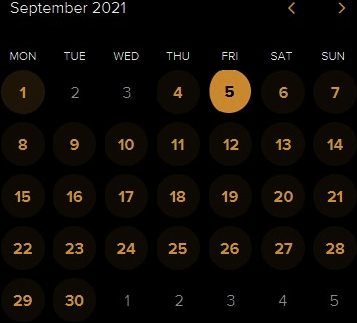 September 2021
MON TUE WED THU FRI SAT SUN
1 2 3 4 5 6 7
8 9 10 11 12 13 14
15 16 17 18 19 20 21
22 23 24 25 26 27 28
29 30 1 2 3 4 5